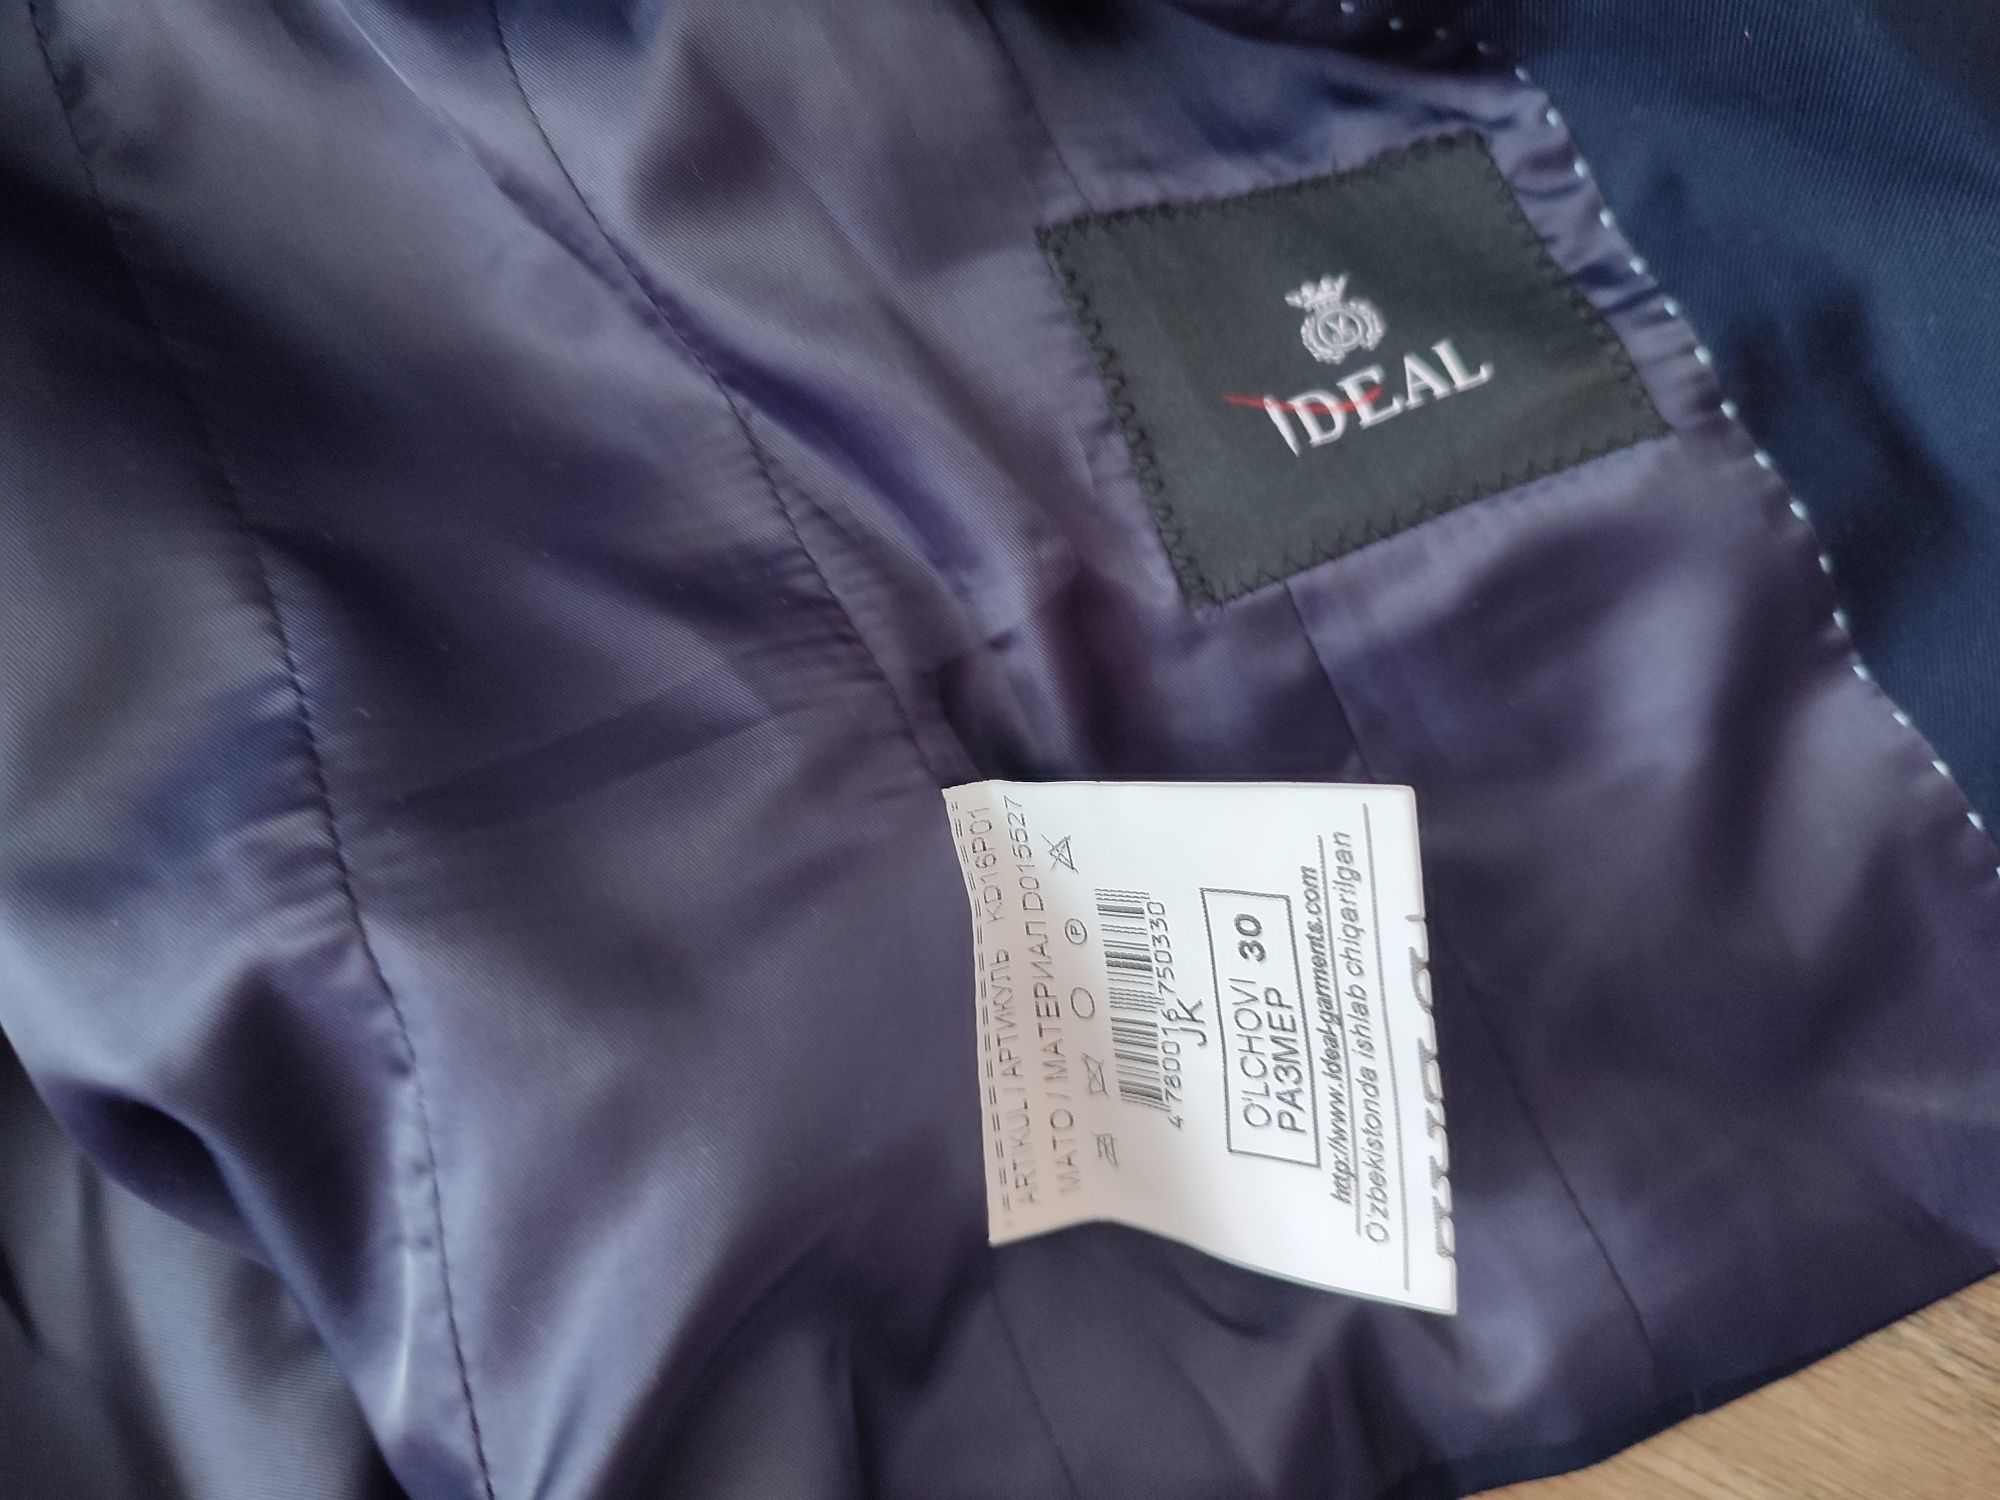 IDEAL
ARTIKUL / АРТИКУЛЬ KD16P01
МАТО / МАТЕРИАЛ D015527
P
4780016750330
JK
O'LCHOVI 30
РАЗМЕР
http://www.ideal-garments.com
O'zbekistonda ishlab chiqarilgan